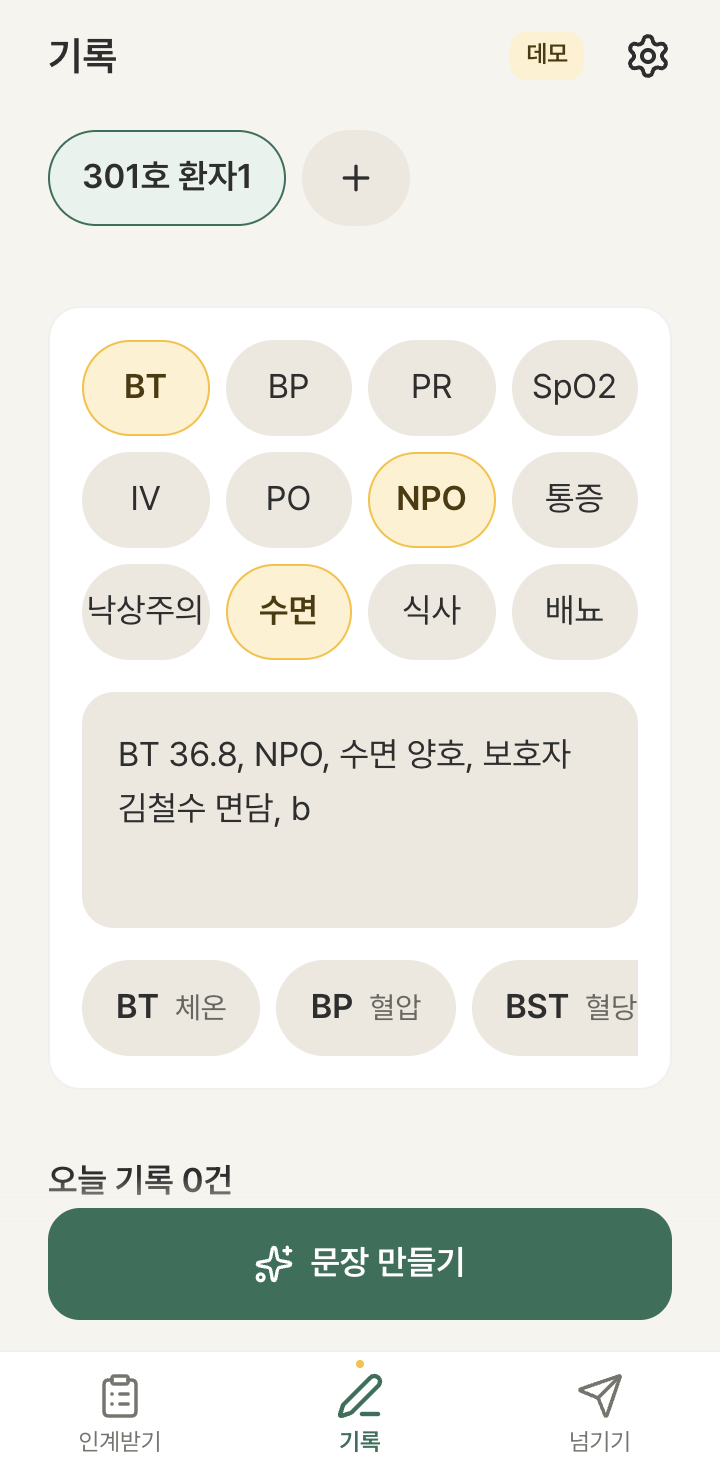 기록
데모
301호 환자1
+
BT BP PR SpO2
IV PO NPO 통증
낙상주의 수면 식사 배뇨
BT 36.8, NPO, 수면 양호, 보호자
김철수 면담, b
BT 체온 BP 혈압 BST 혈당
오늘 기록 0건
문장 만들기
인계받기 기록 넘기기